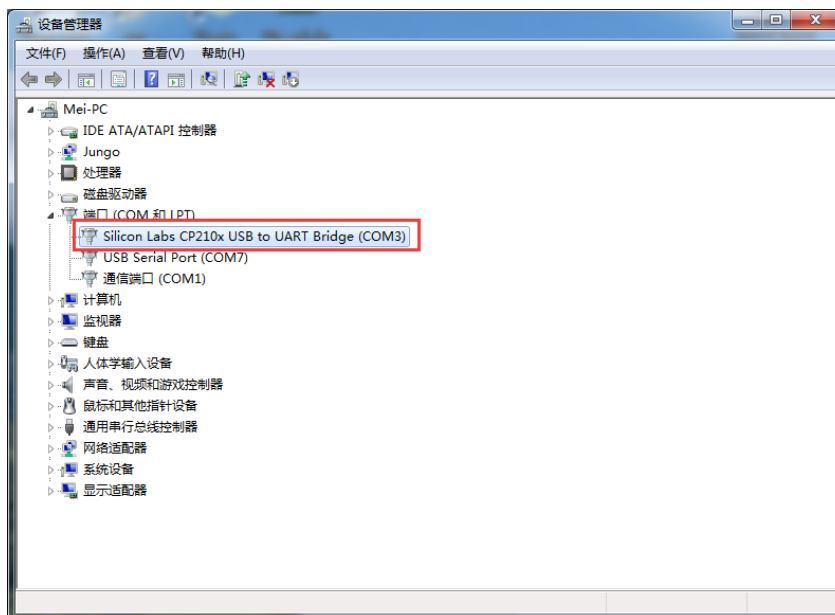 设备管理器
文件(F) 操作(A) 查看(V) 帮助(H)
Mei-PC
IDE ATA/ATAPI 控制器
Jungo
处理器
磁盘驱动器
端口 (COM 和 LPT)
Silicon Labs CP210x USB to UART Bridge (COM3)
USB Serial Port (COM7)
通信端口 (COM1)
计算机
监视器
键盘
人体学输入设备
声音、视频和游戏控制器
鼠标和其他指针设备
通用串行总线控制器
网络适配器
系统设备
显示适配器